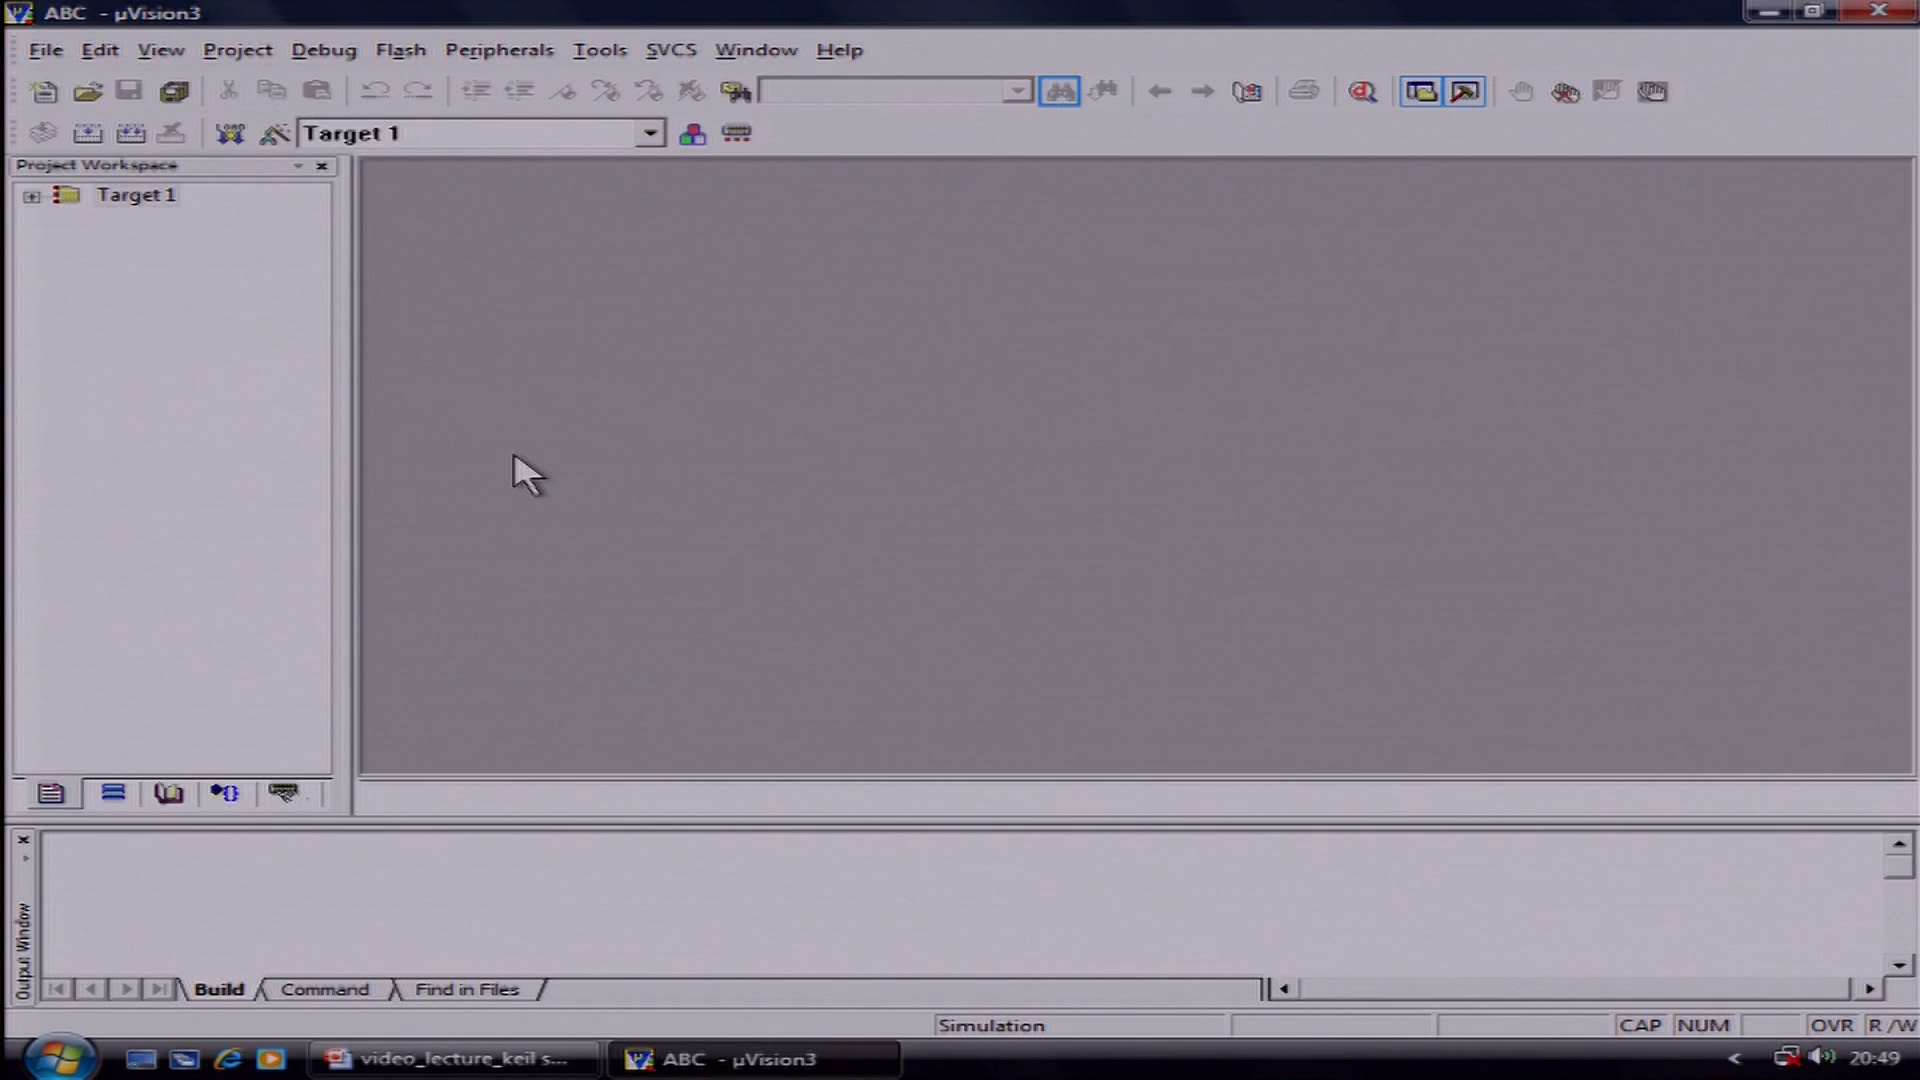 ABC - µVision3
File Edit View Project Debug Flash Peripherals Tools SVCS Window Help
LOAD Target 1
Project Workspace
Target 1
Output Window
Build Command Find in Files
Simulation CAP NUM OVR R/W
video_lecture_keil s... ABC - µVision3 20:49